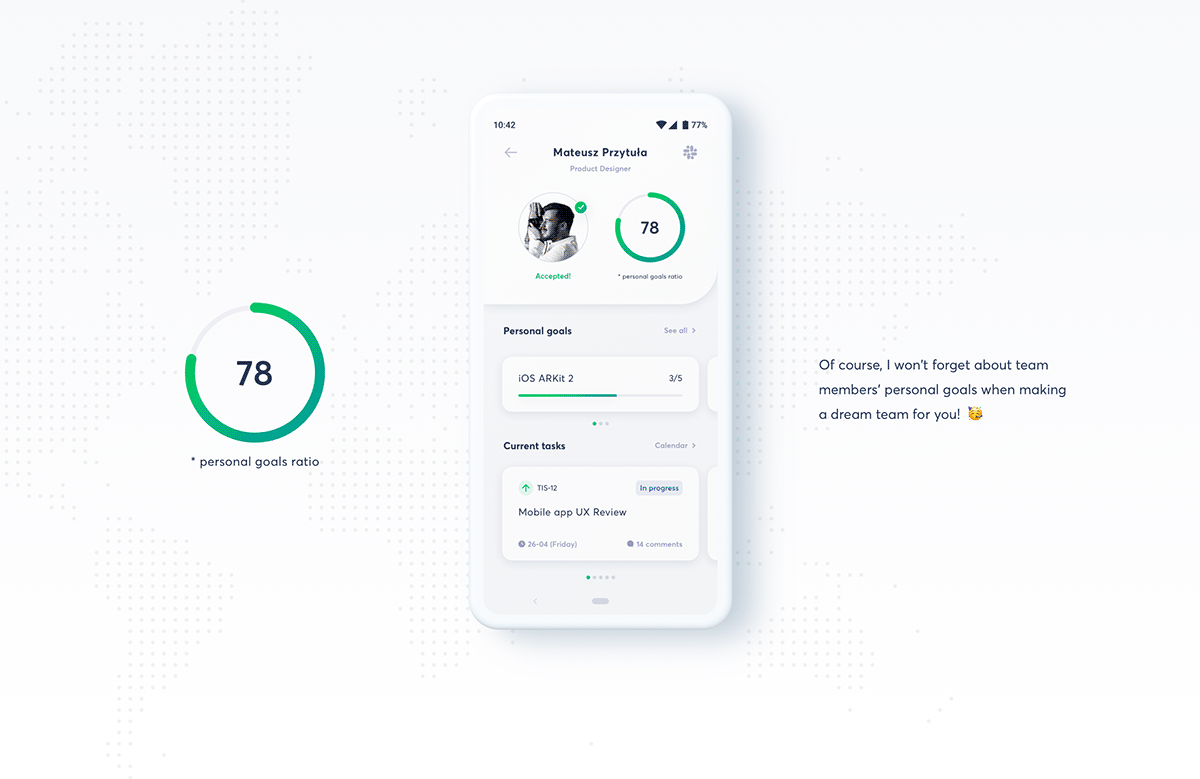 78
* personal goals ratio
10:42
77%
Mateusz Przytuła
Product Designer
78
Accepted!
* personal goals ratio
Personal goals
See all
iOS ARKit 2
3/5
Current tasks
Calendar
TIS-12
In progress
Mobile app UX Review
26-04 (Friday)
14 comments
Of course, I won't forget about team
members' personal goals when making
a dream team for you! 🥳